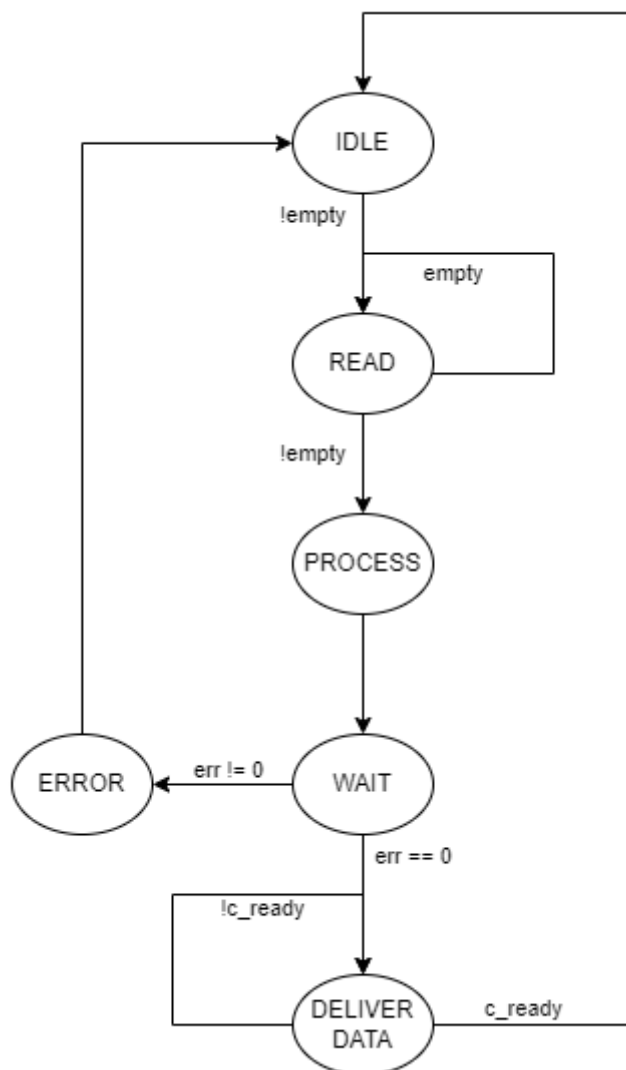 IDLE
!empty
empty
READ
!empty
PROCESS
ERROR
err != 0
WAIT
err == 0
!c_ready
DELIVER
DATA
c_ready